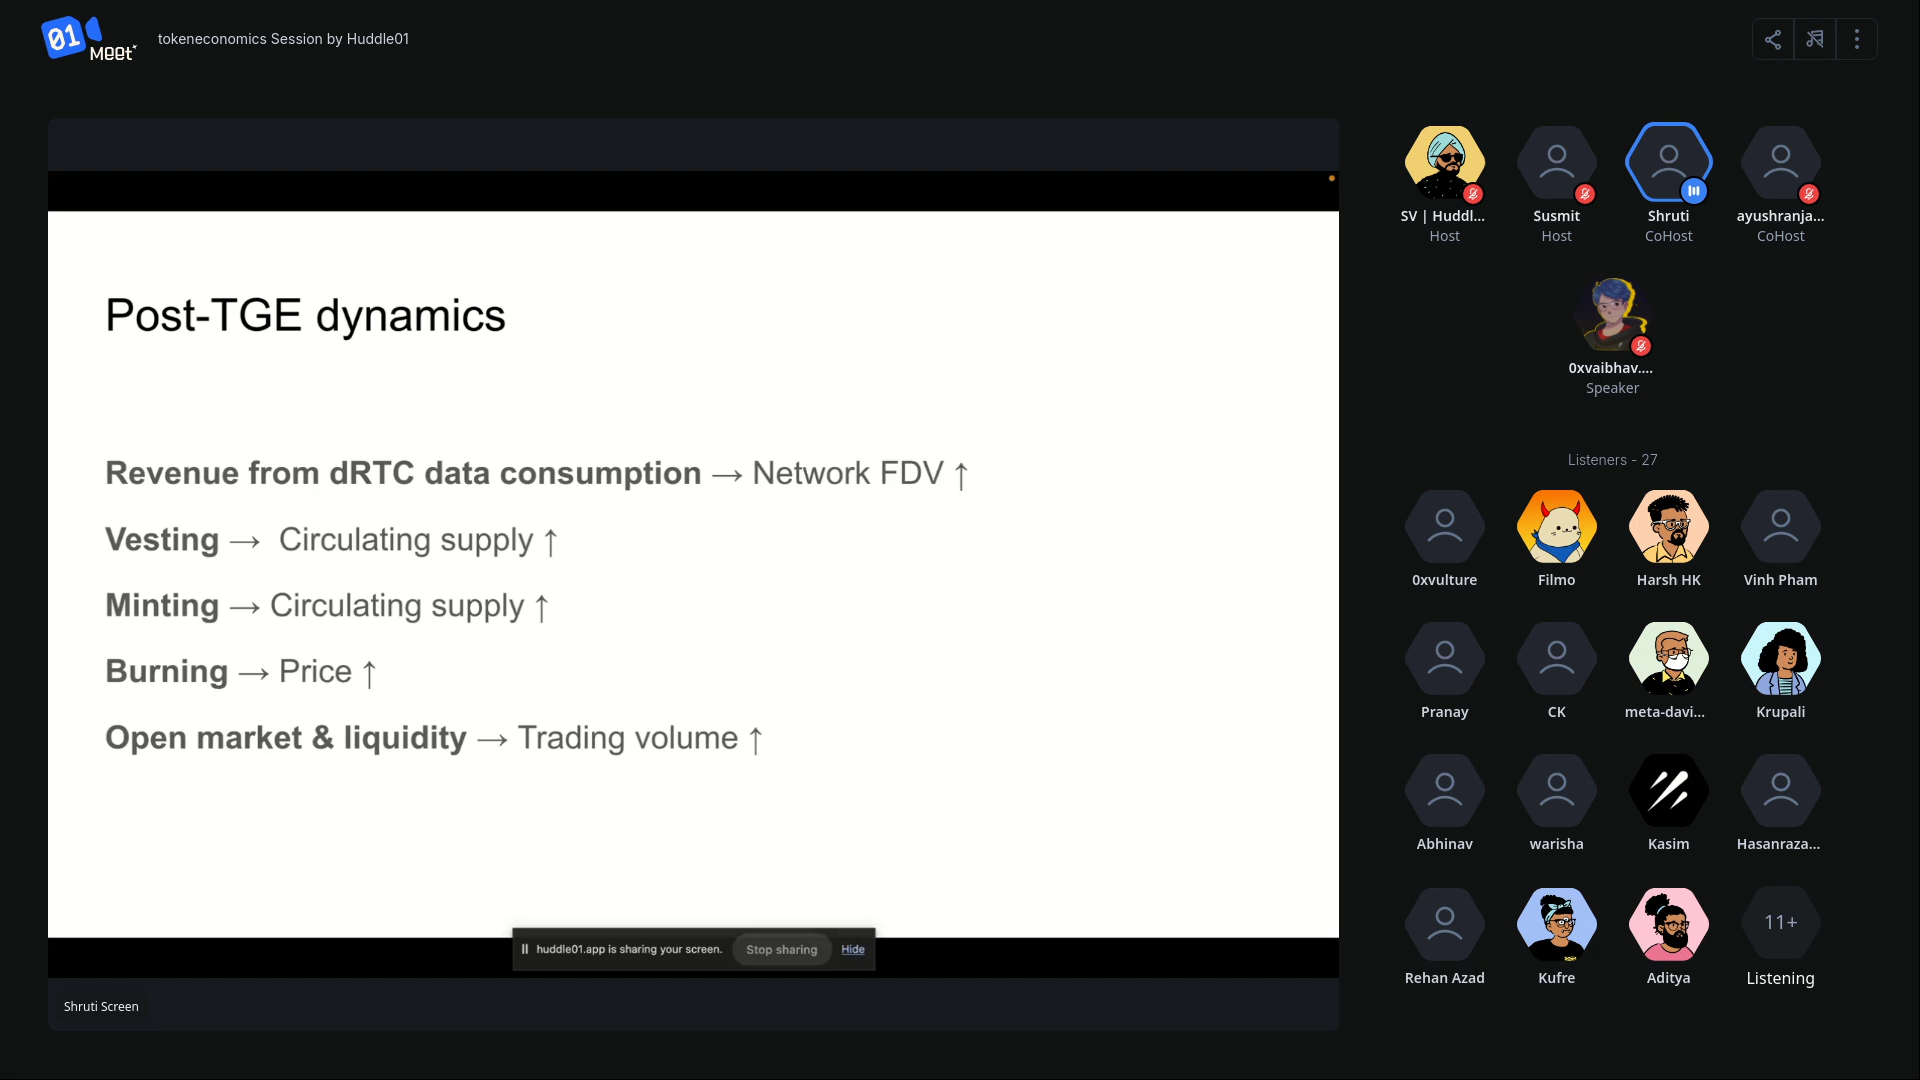 01
Meet
tokeneconomics Session by Huddle01
Post-TGE dynamics
Revenue from dRTC data consumption → Network FDV ↑
Vesting → Circulating supply ↑
Minting → Circulating supply ↑
Burning → Price ↑
Open market & liquidity → Trading volume ↑
huddle01.app is sharing your screen. Stop sharing Hide
Shruti Screen
SV | Huddl... Susmit Shruti ayushranja...
Host Host CoHost CoHost
0xvaibhav....
Speaker
Listeners - 27
0xvulture Filmo Harsh HK Vinh Pham
Pranay CK meta-davi... Krupali
Abhinav warisha Kasim Hasanraza...
11+
Rehan Azad Kufre Aditya Listening